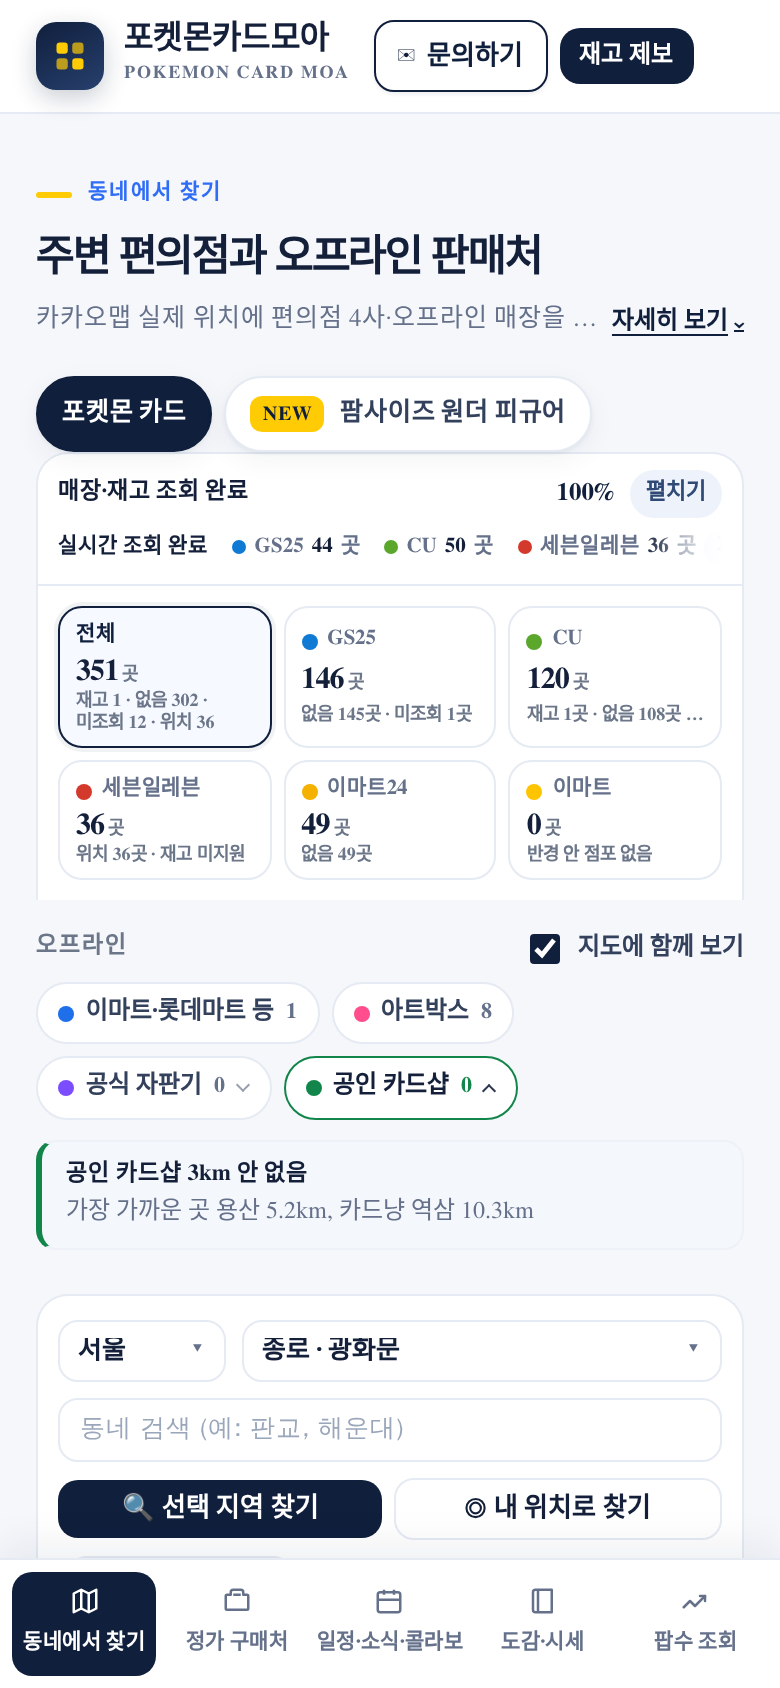 포켓몬카드모아
POKEMON CARD MOA
✉ 문의하기
재고 제보
동네에서 찾기
주변 편의점과 오프라인 판매처
카카오맵 실제 위치에 편의점 4사·오프라인 매장을 … 자세히 보기
포켓몬 카드
NEW 팜사이즈 원더 피규어
매장·재고 조회 완료 100% 펼치기
실시간 조회 완료 GS25 44 곳 CU 50 곳 세븐일레븐 36 곳
전체
351곳
재고 1 · 없음 302 ·
미조회 12 · 위치 36
GS25
146곳
없음 145곳 · 미조회 1곳
CU
120곳
재고 1곳 · 없음 108곳 …
세븐일레븐
36곳
위치 36곳 · 재고 미지원
이마트24
49곳
없음 49곳
이마트
0곳
반경 안 점포 없음
오프라인 지도에 함께 보기
이마트·롯데마트 등 1 아트박스 8
공식 자판기 0 공인 카드샵 0
공인 카드샵 3km 안 없음
가장 가까운 곳 용산 5.2km, 카드냥 역삼 10.3km
서울 종로 · 광화문
동네 검색 (예: 판교, 해운대)
🔍 선택 지역 찾기 ◎ 내 위치로 찾기
동네에서 찾기 정가 구매처 일정·소식·콜라보 도감·시세 팝수 조회